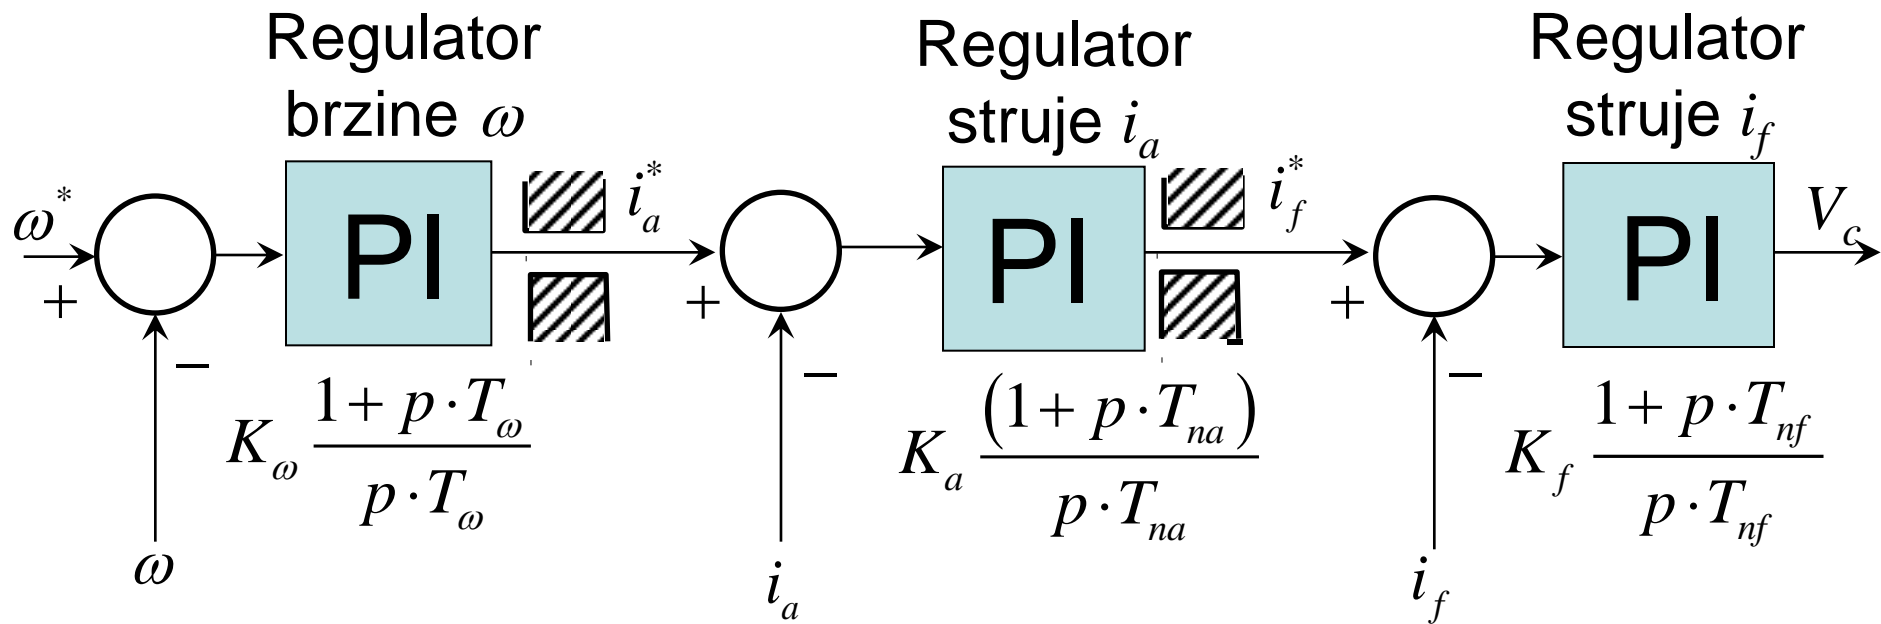 Regulator
brzine ω
Regulator
struje i_a
Regulator
struje i_f
ω*
+
−
PI
i_a^*
+
−
PI
i_f^*
+
−
PI
V_c
K_ω (1 + p · T_ω) / (p · T_ω)
K_a (1 + p · T_na) / (p · T_na)
K_f (1 + p · T_nf) / (p · T_nf)
ω
i_a
i_f